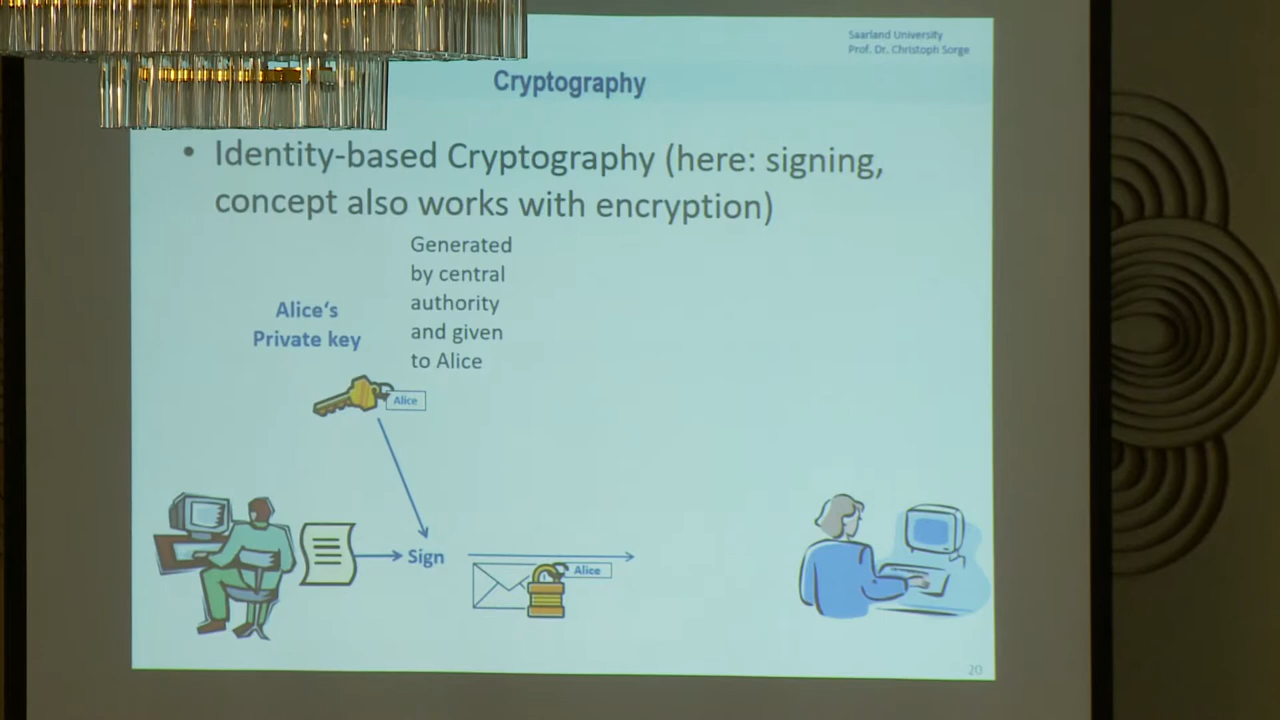 Saarland University
Prof. Dr. Christoph Sorge
Cryptography
• Identity-based Cryptography (here: signing,
concept also works with encryption)
Generated
by central
authority
and given
to Alice
Alice‘s
Private key
Alice
Sign
Alice
20